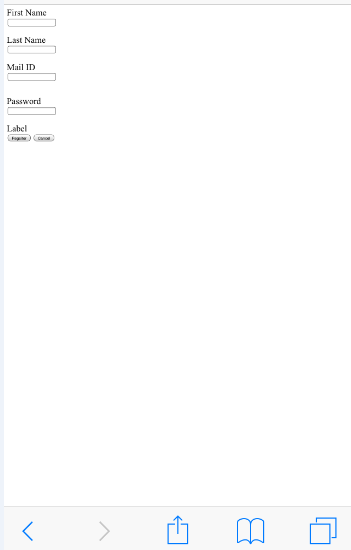 First Name
Last Name
Mail ID
Password
Label
Register Cancel